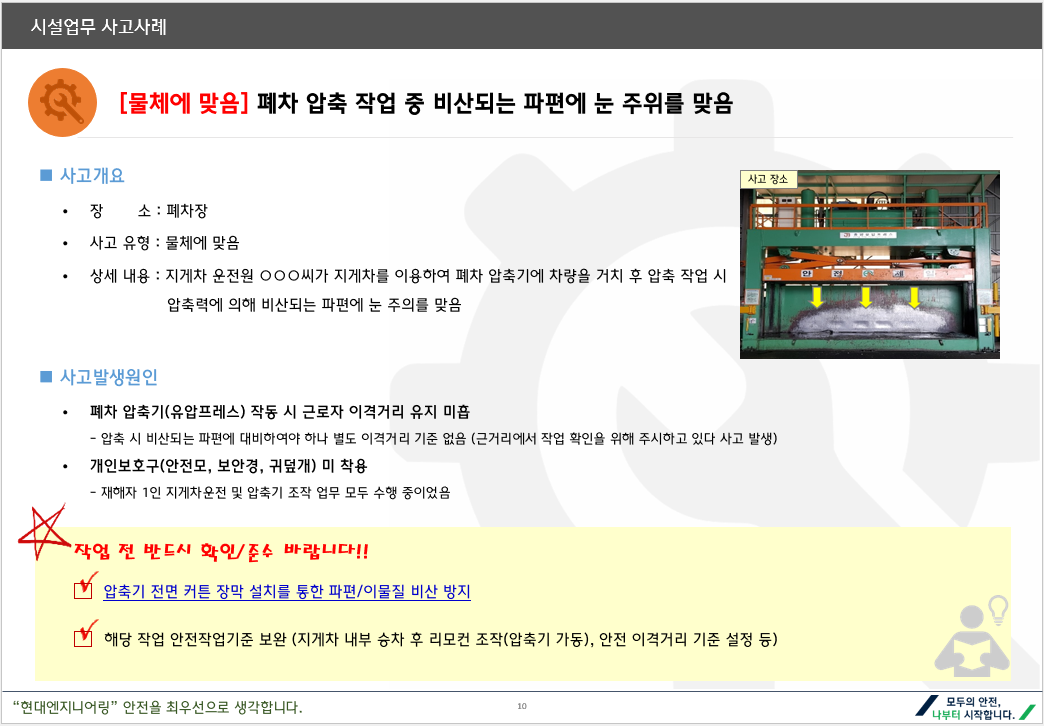 시설업무 사고사례
[물체에 맞음] 폐차 압축 작업 중 비산되는 파편에 눈 주위를 맞음
■ 사고개요
• 장 소 : 폐차장
• 사고 유형 : 물체에 맞음
• 상세 내용 : 지게차 운전원 ○○○씨가 지게차를 이용하여 폐차 압축기에 차량을 거치 후 압축 작업 시
압축력에 의해 비산되는 파편에 눈 주의를 맞음
사고 장소
안 전
■ 사고발생원인
• 폐차 압축기(유압프레스) 작동 시 근로자 이격거리 유지 미흡
- 압축 시 비산되는 파편에 대비하여야 하나 별도 이격거리 기준 없음 (근거리에서 작업 확인을 위해 주시하고 있다 사고 발생)
• 개인보호구(안전모, 보안경, 귀덮개) 미 착용
- 재해자 1인 지게차운전 및 압축기 조작 업무 모두 수행 중이었음
작업 전 반드시 확인/준수 바랍니다!!
압축기 전면 커튼 장막 설치를 통한 파편/이물질 비산 방지
해당 작업 안전작업기준 보완 (지게차 내부 승차 후 리모컨 조작(압축기 가동), 안전 이격거리 기준 설정 등)
“현대엔지니어링” 안전을 최우선으로 생각합니다.
10
모두의 안전,
나부터 시작합니다.